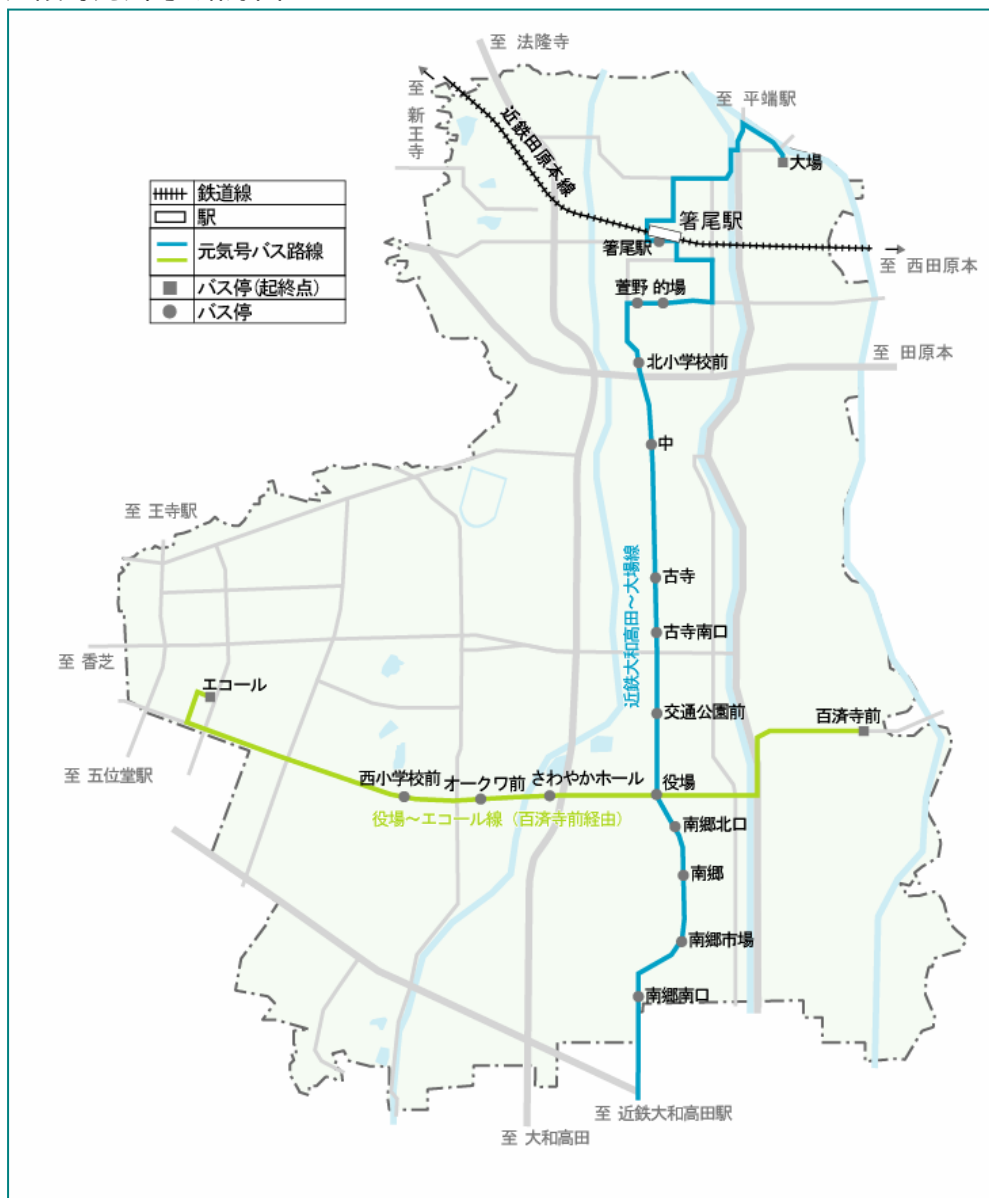 至 法隆寺
至 新王寺
近鉄田原本線
至 平端駅
大場
鉄道線
駅
元気号バス路線
バス停(起終点)
バス停
箸尾駅
箸尾駅
至 西田原本
萱野
的場
至 田原本
北小学校前
中
至 王寺駅
近鉄大和高田～大場線
古寺
古寺南口
至 香芝
エコール
交通公園前
百済寺前
至 五位堂駅
西小学校前
オークワ前
さわやかホール
役場
役場～エコール線（百済寺前経由）
南郷北口
南郷
南郷市場
南郷南口
至 近鉄大和高田駅
至 大和高田